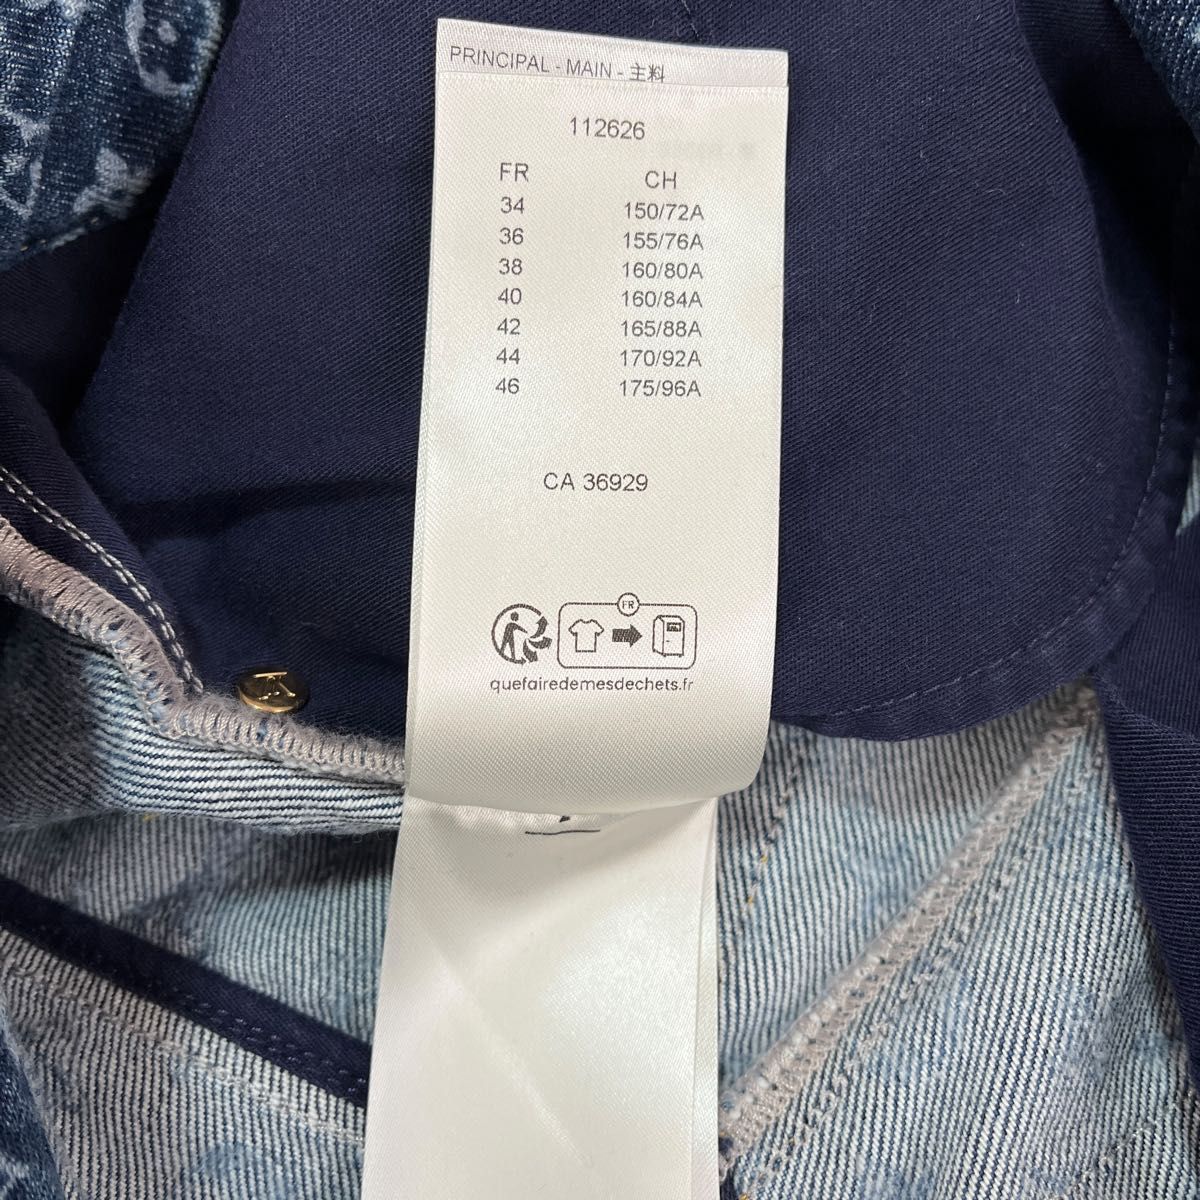 PRINCIPAL - MAIN - 主料
112626
FR CH
34 150/72A
36 155/76A
38 160/80A
40 160/84A
42 165/88A
44 170/92A
46 175/96A
CA 36929
FR
quefairedemesdechets.fr